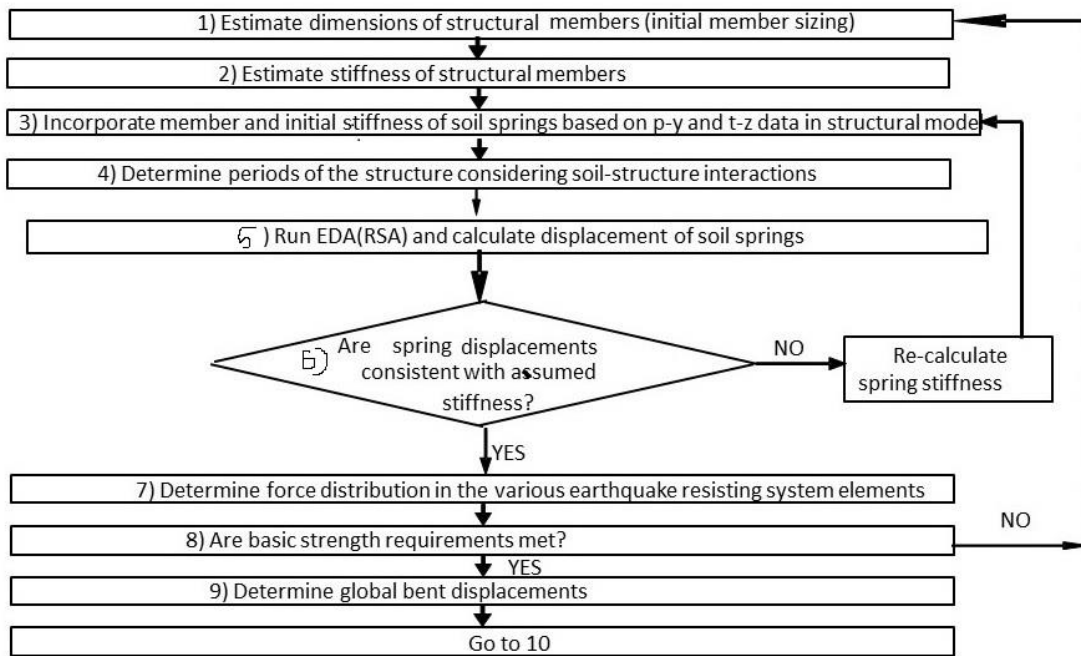 1) Estimate dimensions of structural members (initial member sizing)
2) Estimate stiffness of structural members
3) Incorporate member and initial stiffness of soil springs based on p-y and t-z data in structural mode
4) Determine periods of the structure considering soil-structure interactions
5) Run EDA(RSA) and calculate displacement of soil springs
6) Are spring displacements
consistent with assumed
stiffness?
NO
Re-calculate
spring stiffness
YES
7) Determine force distribution in the various earthquake resisting system elements
8) Are basic strength requirements met?
NO
YES
9) Determine global bent displacements
Go to 10